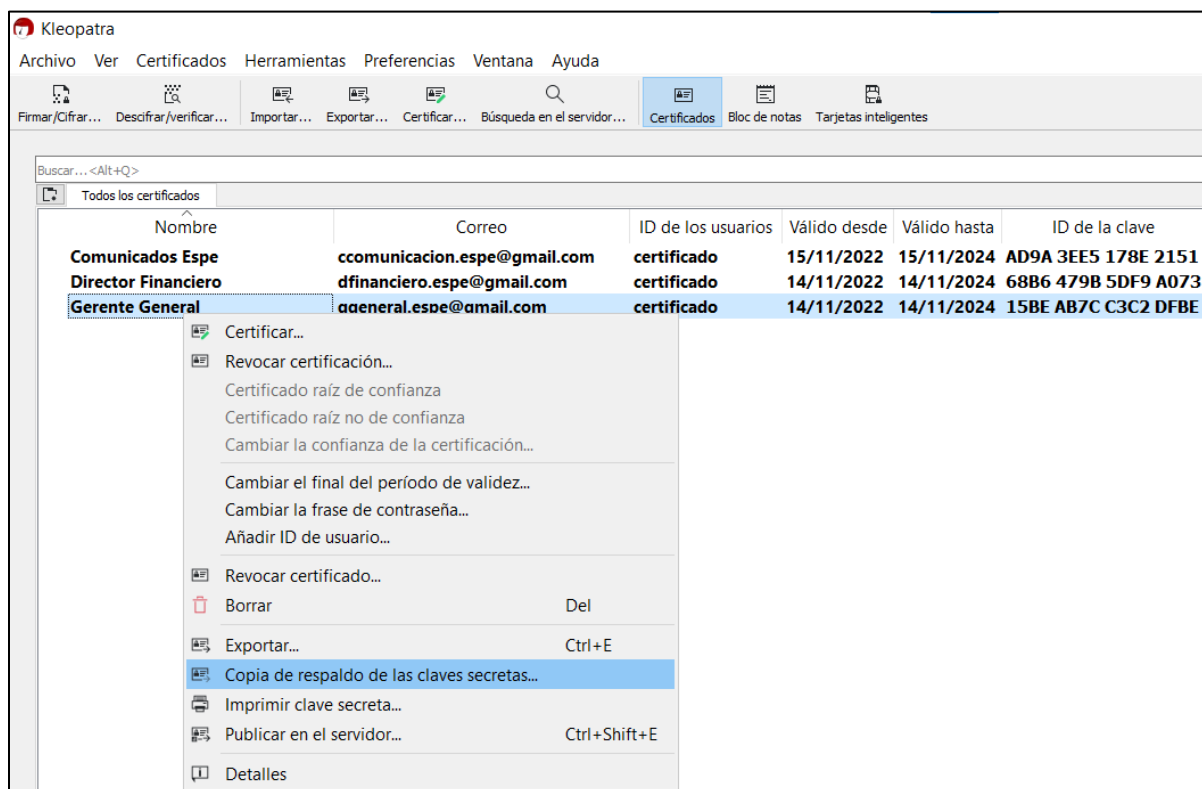 Kleopatra
Archivo Ver Certificados Herramientas Preferencias Ventana Ayuda
Firmar/Cifrar... Descifrar/verificar... Importar... Exportar... Certificar... Búsqueda en el servidor... Certificados Bloc de notas Tarjetas inteligentes
Buscar...<Alt+Q>
Todos los certificados
Nombre Correo ID de los usuarios Válido desde Válido hasta ID de la clave
Comunicados Espe ccomunicacion.espe@gmail.com certificado 15/11/2022 15/11/2024 AD9A 3EE5 178E 2151
Director Financiero dfinanciero.espe@gmail.com certificado 14/11/2022 14/11/2024 68B6 479B 5DF9 A073
Gerente General ggeneral.espe@gmail.com certificado 14/11/2022 14/11/2024 15BE AB7C C3C2 DFBE
Certificar...
Revocar certificación...
Certificado raíz de confianza
Certificado raíz no de confianza
Cambiar la confianza de la certificación...
Cambiar el final del período de validez...
Cambiar la frase de contraseña...
Añadir ID de usuario...
Revocar certificado...
Borrar Del
Exportar... Ctrl+E
Copia de respaldo de las claves secretas...
Imprimir clave secreta...
Publicar en el servidor... Ctrl+Shift+E
Detalles